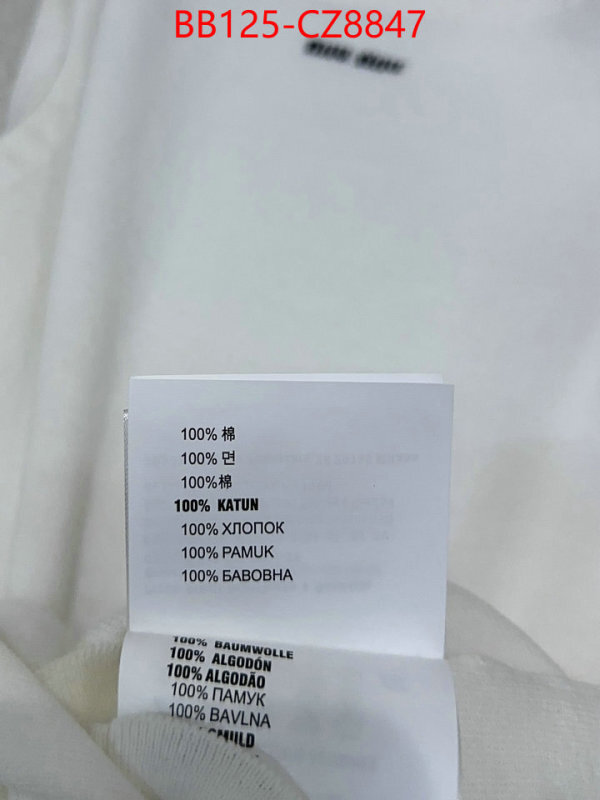 BB125-CZ8847
100% 棉
100% 면
100%棉
100% KATUN
100% ХЛОПОК
100% PAMUK
100% БАВОВНА
100% BAUMWOLLE
100% ALGODÓN
100% ALGODÃO
100% ПАМУК
100% BAVLNA